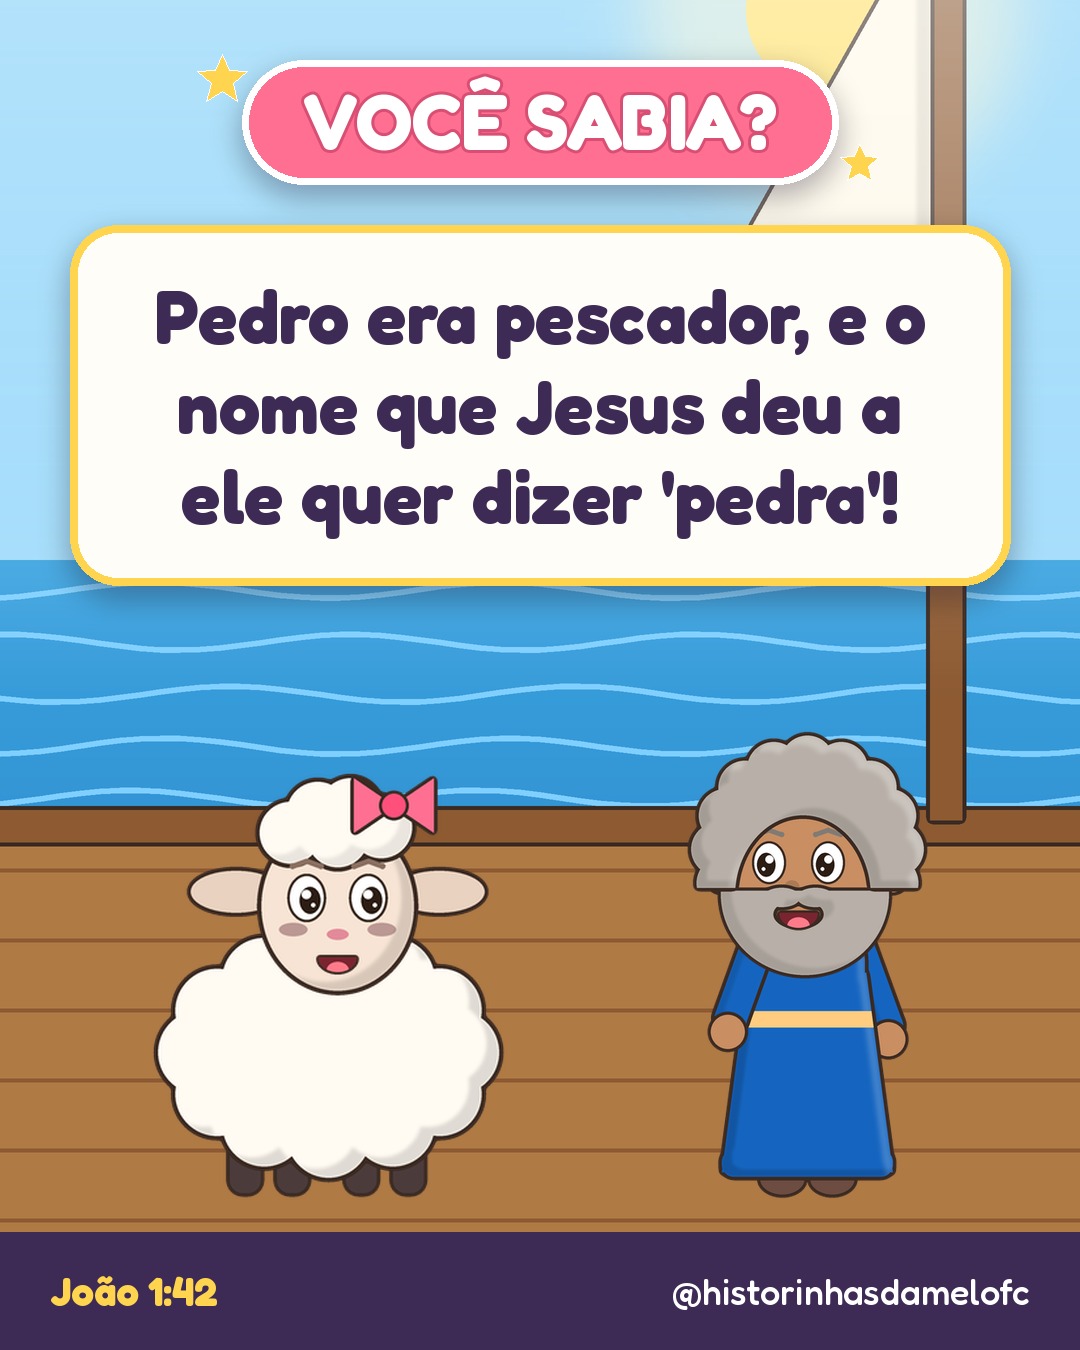 VOCÊ SABIA?
Pedro era pescador, e o
nome que Jesus deu a
ele quer dizer 'pedra'!
João 1:42
@historinhasdamelofc